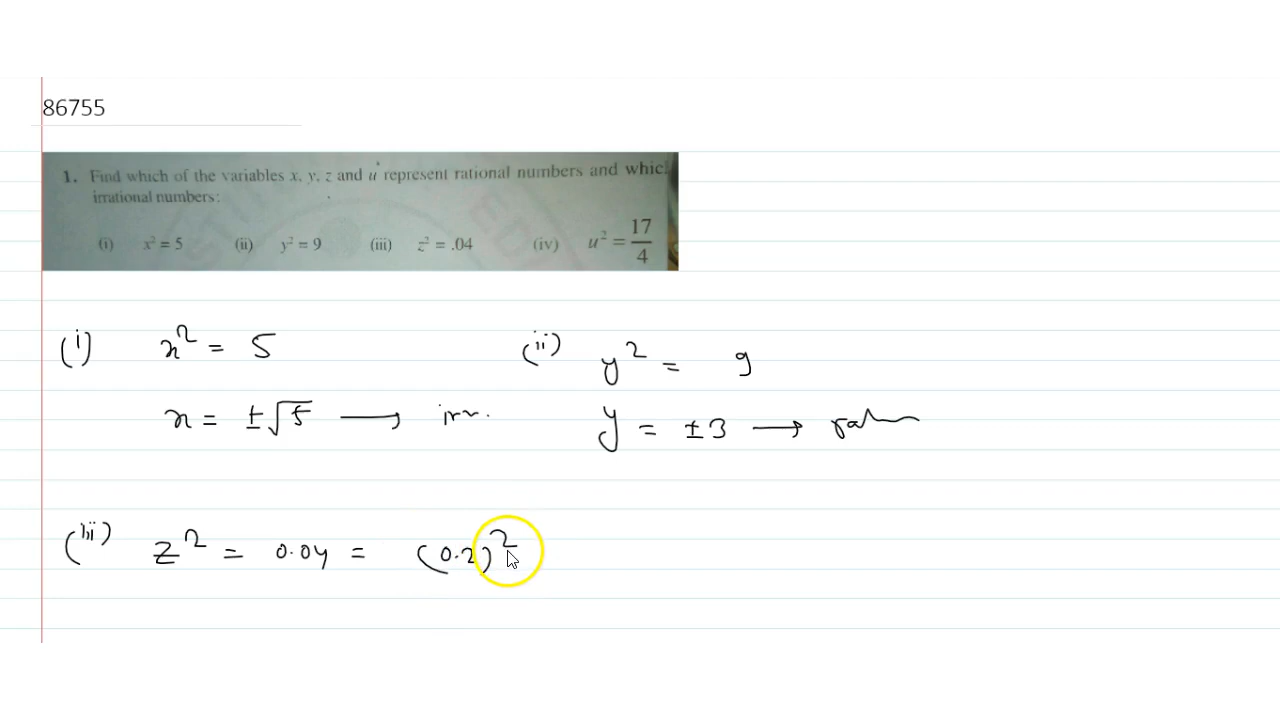 86755
1. Find which of the variables x, y, z and u represent rational numbers and which
irrational numbers:
(i) x² = 5 (ii) y² = 9 (iii) z² = .04 (iv) u² = 17/4
(i) x² = 5 (ii) y² = 9
x = ±√5 → irr. y = ±3 →
(iii) z² = 0.04 = (0.2)²